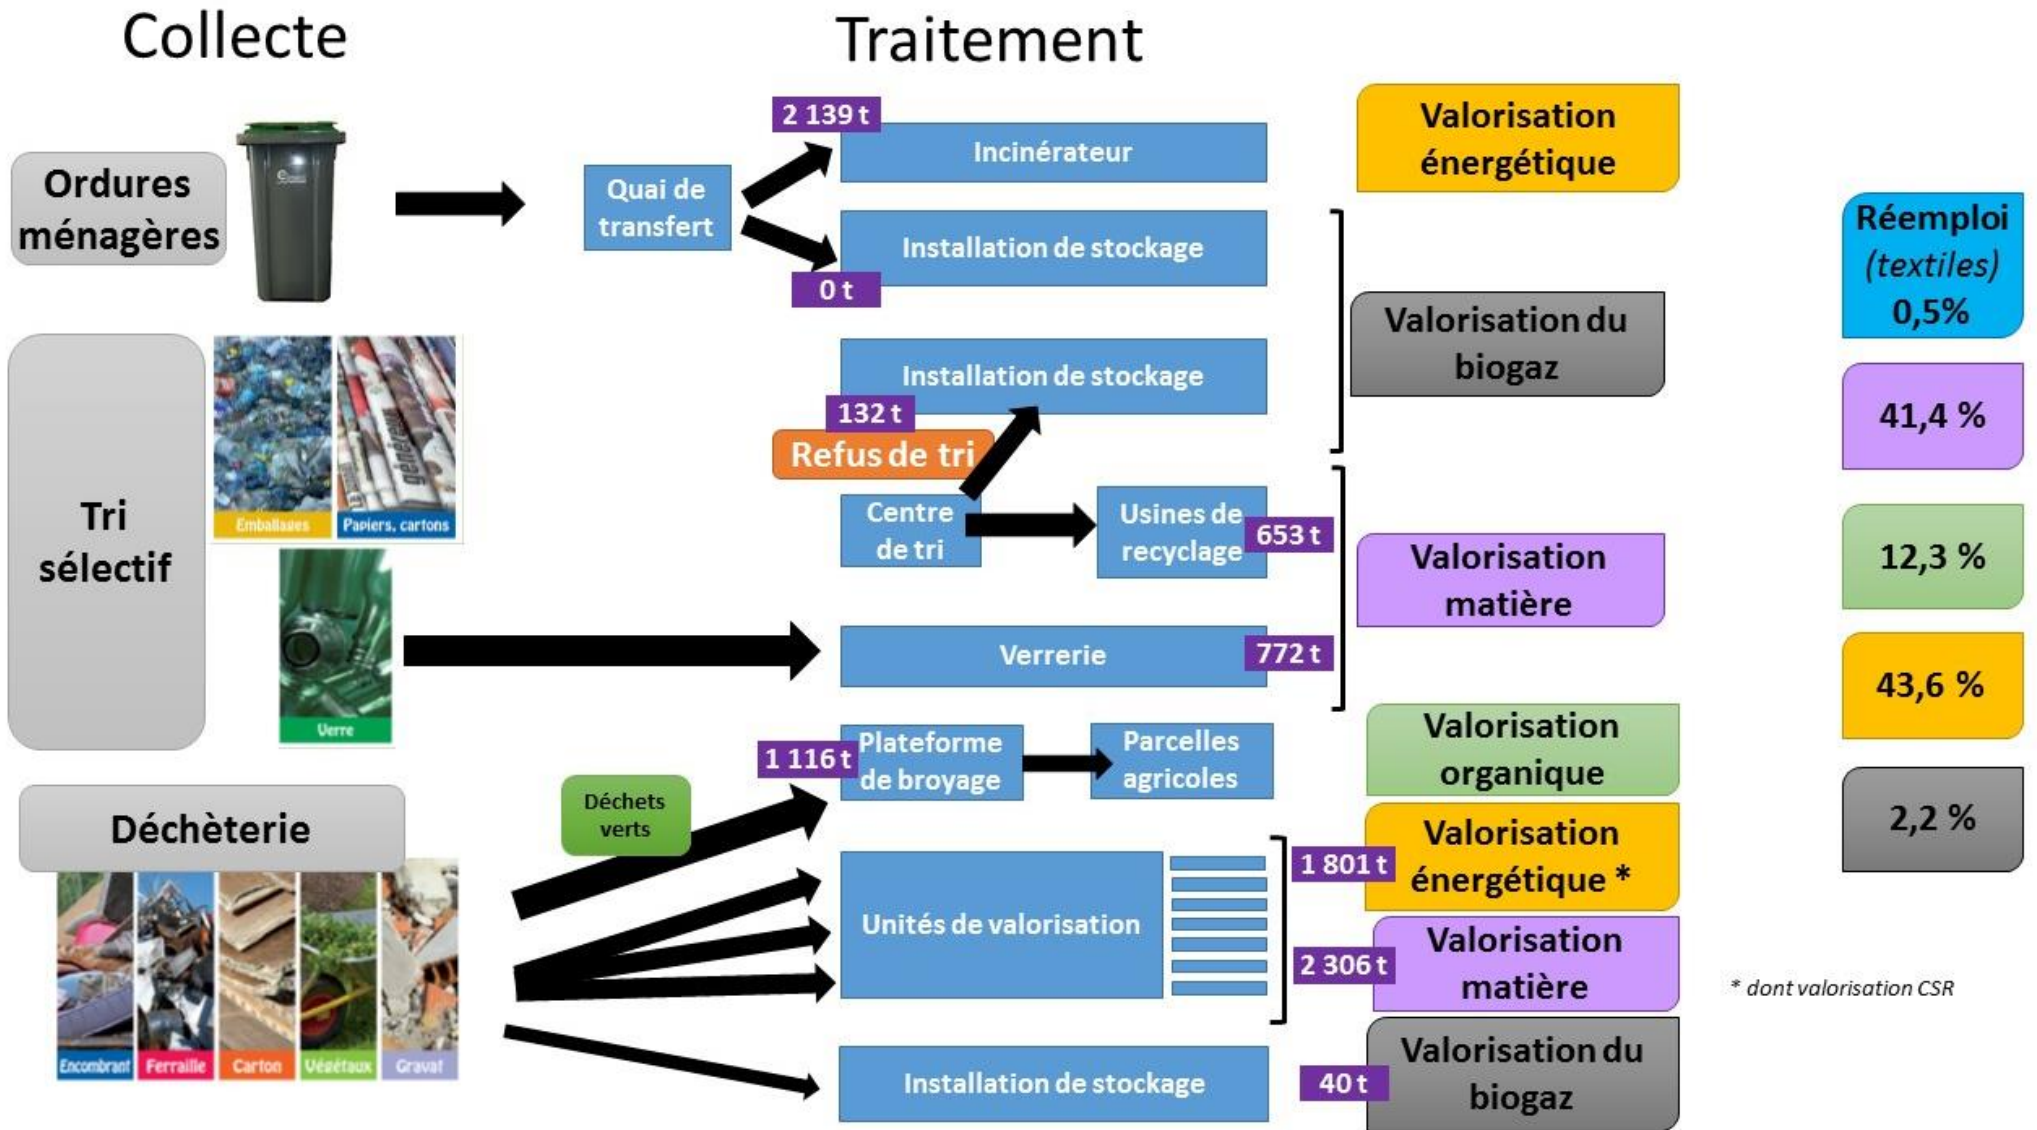 Collecte
Traitement
Ordures
ménagères
Quai de
transfert
2 139 t
Incinérateur
Valorisation
énergétique
Installation de stockage
0 t
Valorisation du
biogaz
Réemploi
(textiles)
0,5%
Tri
sélectif
Emballages
Papiers, cartons
Verre
Installation de stockage
132 t
Refus de tri
Centre
de tri
Usines de
recyclage
653 t
Valorisation
matière
Verrerie
772 t
41,4 %
12,3 %
43,6 %
2,2 %
Déchèterie
Déchets
verts
1 116 t
Plateforme
de broyage
Parcelles
agricoles
Valorisation
organique
Unités de valorisation
1 801 t
Valorisation
énergétique *
2 306 t
Valorisation
matière
* dont valorisation CSR
Encombrant
Ferraille
Carton
Végétaux
Gravat
Installation de stockage
40 t
Valorisation du
biogaz